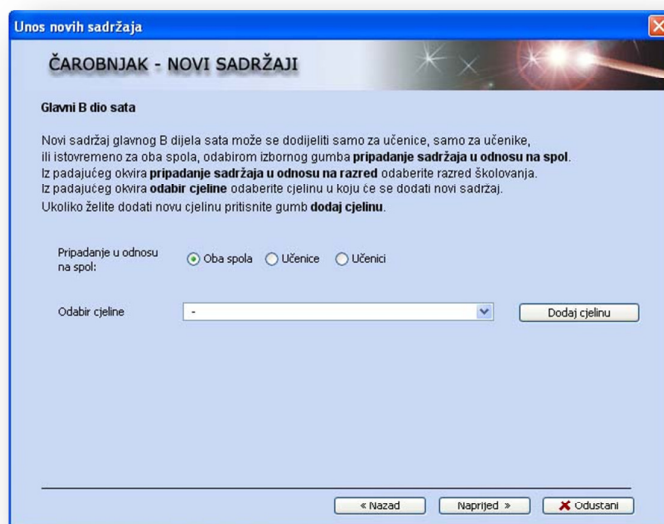 Unos novih sadržaja
ČAROBNJAK - NOVI SADRŽAJI
Glavni B dio sata
Novi sadržaj glavnog B dijela sata može se dodijeliti samo za učenice, samo za učenike,
ili istovremeno za oba spola, odabirom izbornog gumba pripadanje sadržaja u odnosu na spol.
Iz padajućeg okvira pripadanje sadržaja u odnosu na razred odaberite razred školovanja.
Iz padajućeg okvira odabir cjeline odaberite cjelinu u koju će se dodati novi sadržaj.
Ukoliko želite dodati novu cjelinu pritisnite gumb dodaj cjelinu.
Pripadanje u odnosu
na spol:
Oba spola Učenice Učenici
Odabir cjeline - Dodaj cjelinu
« Nazad Naprijed » Odustani